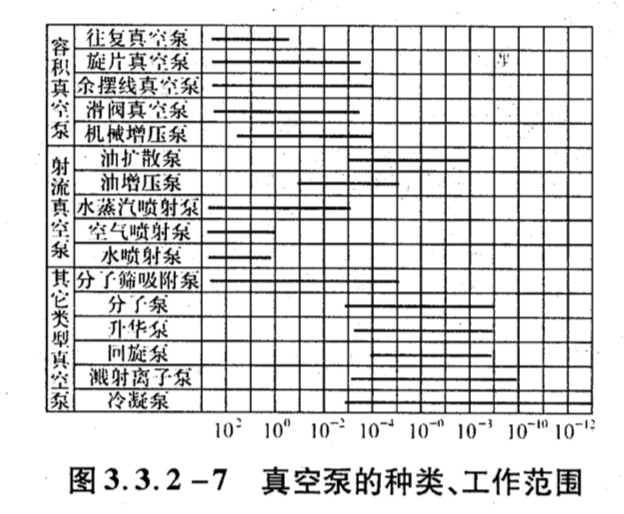 容积真空泵
往复真空泵
旋片真空泵
余摆线真空泵
滑阀真空泵
机械增压泵
射流真空泵
油扩散泵
油增压泵
水蒸汽喷射泵
空气喷射泵
水喷射泵
其它类型真空泵
分子筛吸附泵
分子泵
升华泵
回旋泵
溅射离子泵
冷凝泵
10² 10⁰ 10⁻² 10⁻⁴ 10⁻⁰ 10⁻³ 10⁻¹⁰ 10⁻¹²
图3.3.2-7 真空泵的种类、工作范围